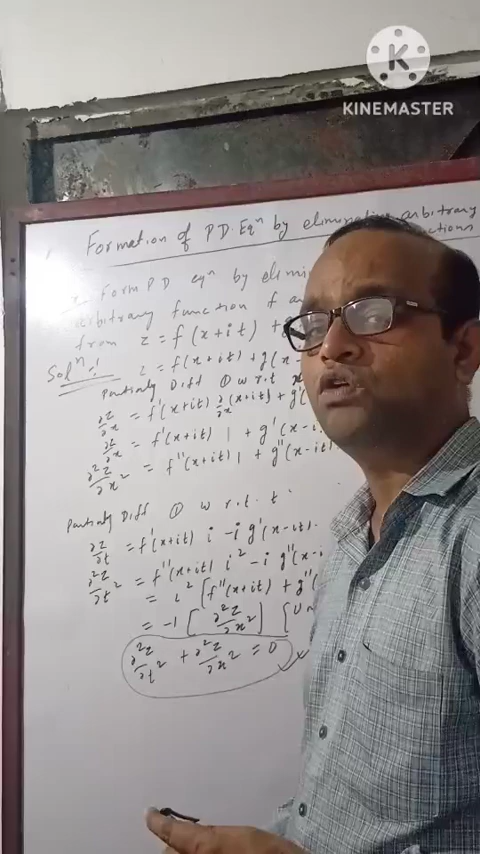 KINEMASTER
Formation of P.D. Eqⁿ by eliminating arbitrary
functions
Form PD eqⁿ by elimi
arbitrary function f a
from z = f(x+it) +
Solⁿ:- z = f(x+it) + g(x-
Partially Diff ① w.r.t. x
∂z/∂x = f'(x+it) ∂/∂x (x+it) + g'(
∂z/∂x = f'(x+it) 1 + g'(x-i
∂²z/∂x² = f''(x+it) 1 + g''(x-it)
Partially Diff ① w.r.t. t
∂z/∂t = f'(x+it) i - i g'(x-it).
∂²z/∂t² = f''(x+it) i² - i g''(x-i
= i² [f''(x+it) + g''(
= -1 [∂²z/∂x²] [U
∂²z/∂t² + ∂²z/∂x² = 0